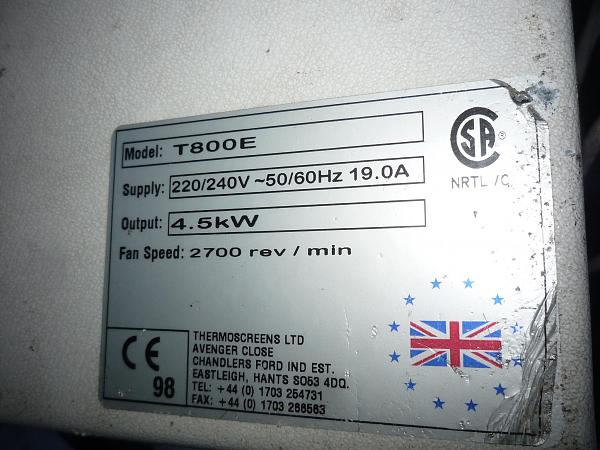 Model: T800E
Supply: 220/240V ~50/60Hz 19.0A
Output: 4.5kW
Fan Speed: 2700 rev / min
CSA ®
NRTL /C
CE
98
THERMOSCREENS LTD
AVENGER CLOSE
CHANDLERS FORD IND EST.
EASTLEIGH, HANTS SO53 4DQ.
TEL: +44 (0) 1703 254731
FAX: +44 (0) 1703 266563